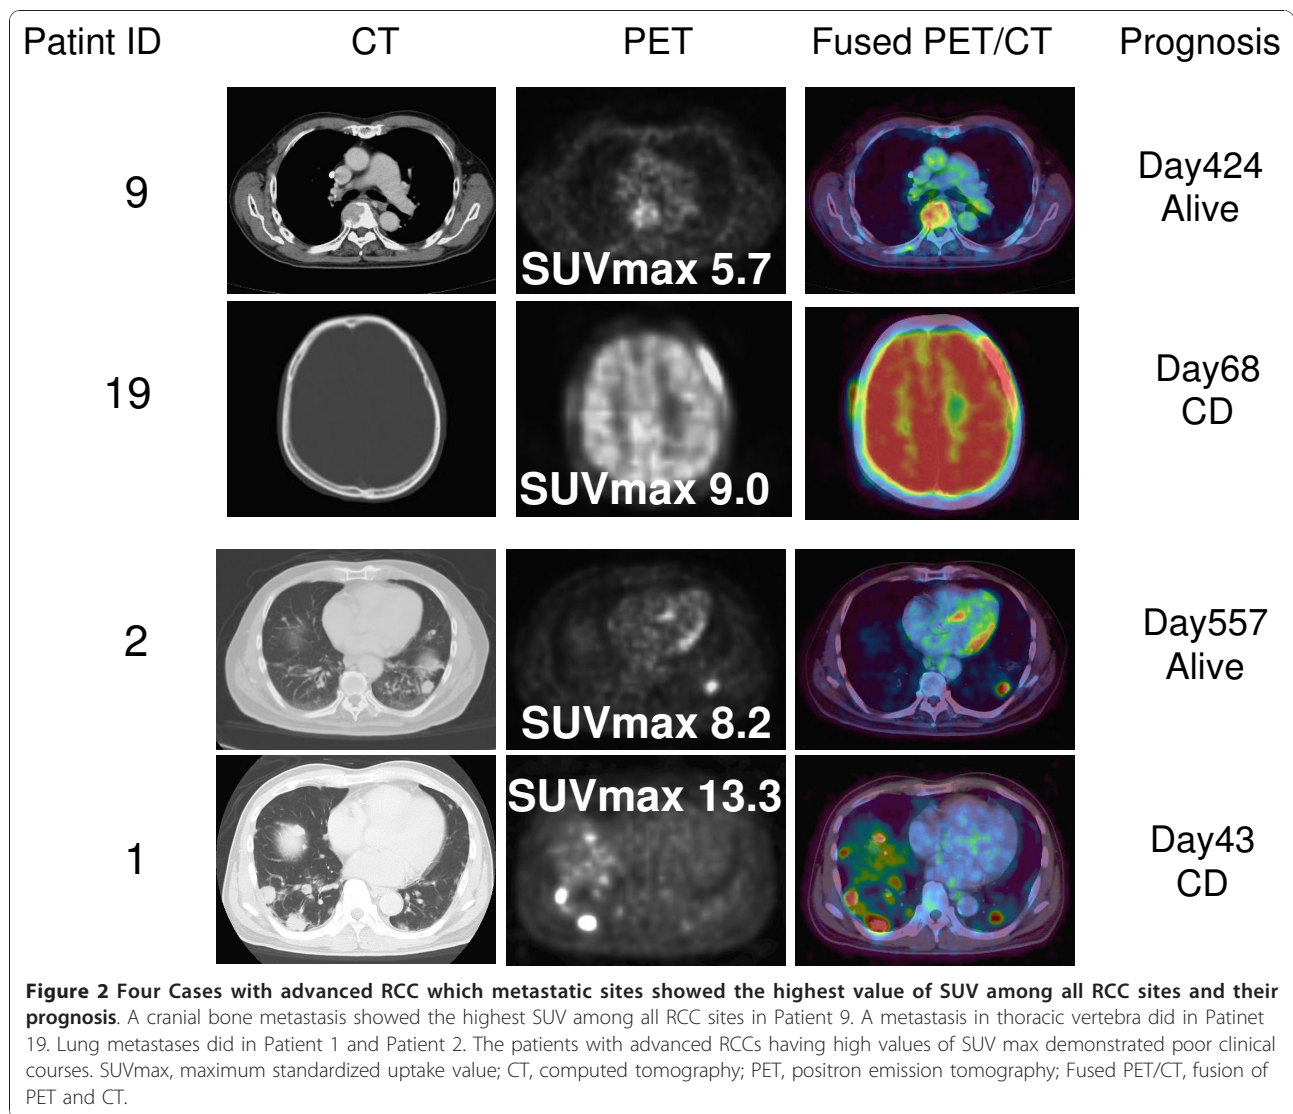 Patint ID CT PET Fused PET/CT Prognosis
9 SUVmax 5.7 Day424
Alive
19 SUVmax 9.0 Day68
CD
2 SUVmax 8.2 Day557
Alive
1 SUVmax 13.3 Day43
CD
Figure 2 Four Cases with advanced RCC which metastatic sites showed the highest value of SUV among all RCC sites and their
prognosis. A cranial bone metastasis showed the highest SUV among all RCC sites in Patient 9. A metastasis in thoracic vertebra did in Patinet
19. Lung metastases did in Patient 1 and Patient 2. The patients with advanced RCCs having high values of SUV max demonstrated poor clinical
courses. SUVmax, maximum standardized uptake value; CT, computed tomography; PET, positron emission tomography; Fused PET/CT, fusion of
PET and CT.